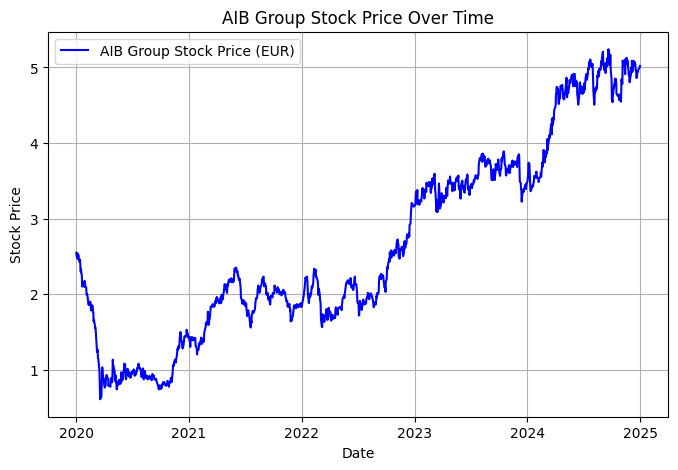 AIB Group Stock Price Over Time
AIB Group Stock Price (EUR)
Stock Price
5
4
3
2
1
2020 2021 2022 2023 2024 2025
Date